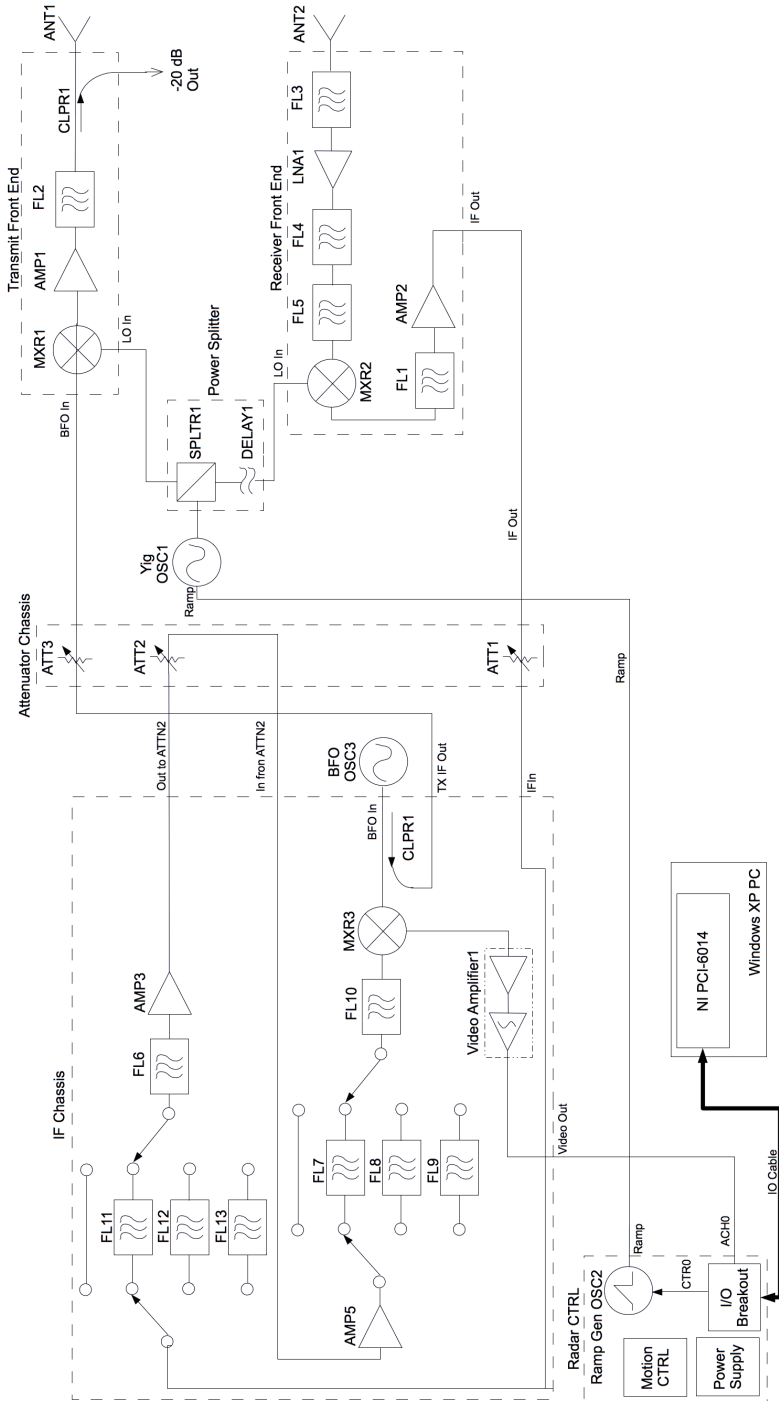 ANT1
-20 dB
Out
CLPR1
FL2
AMP1
MXR1
Transmit Front End
LO In
BFO In
ANT2
FL3
LNA1
FL4
FL5
MXR2
FL1
AMP2
Receiver Front End
IF Out
LO In
Power Splitter
SPLTR1
DELAY1
Yig
OSC1
Ramp
IF Out
Ramp
Attenuator Chassis
ATT3
ATT2
ATT1
Out to ATTN2
In fron ATTN2
BFO
OSC3
TX IF Out
IFIn
BFO In
CLPR1
MXR3
AMP3
FL6
FL10
Video Amplifier1
IF Chassis
FL11
FL12
FL13
FL7
FL8
FL9
AMP5
Video Out
NI PCI-6014
Windows XP PC
IO Cable
ACH0
Ramp
CTR0
Radar CTRL
Ramp Gen OSC2
I/O
Breakout
Motion
CTRL
Power
Supply